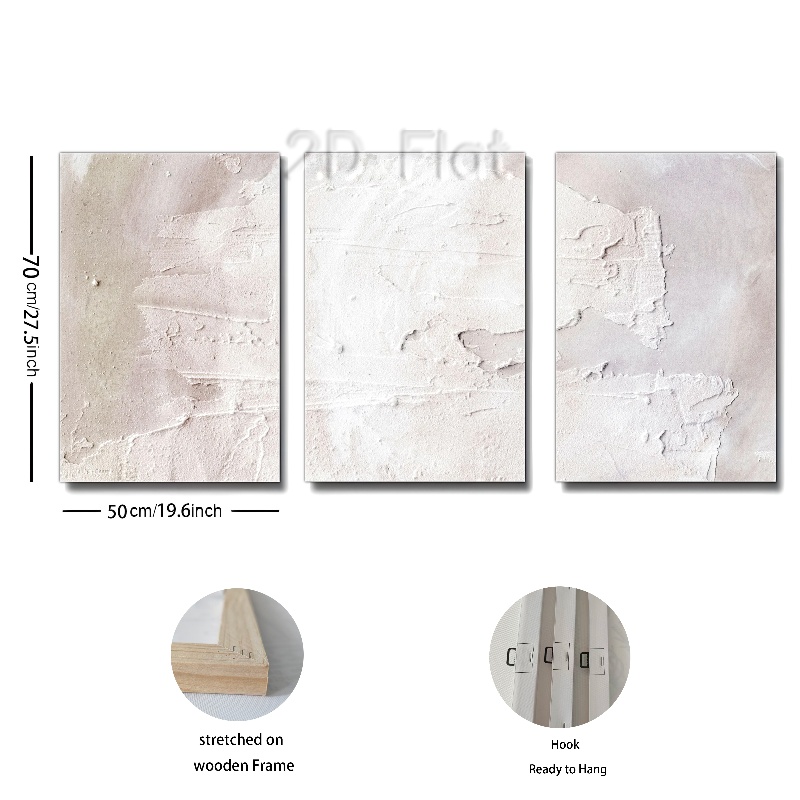 2D Flat
70 cm/27.5inch
50cm/19.6inch
stretched on
wooden Frame
Hook
Ready to Hang